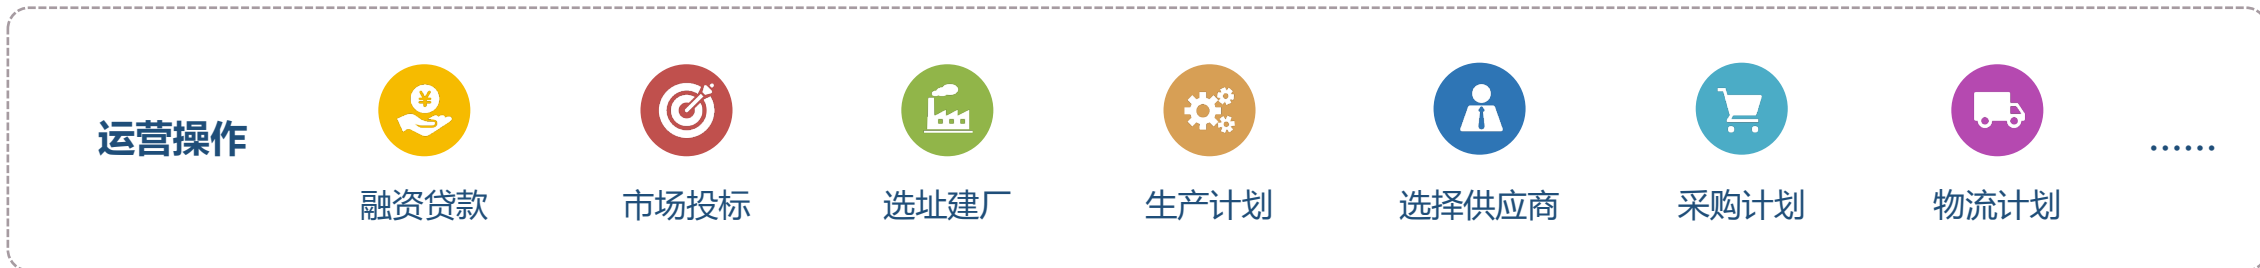 运营操作
¥
融资贷款
市场投标
选址建厂
生产计划
选择供应商
采购计划
物流计划
……